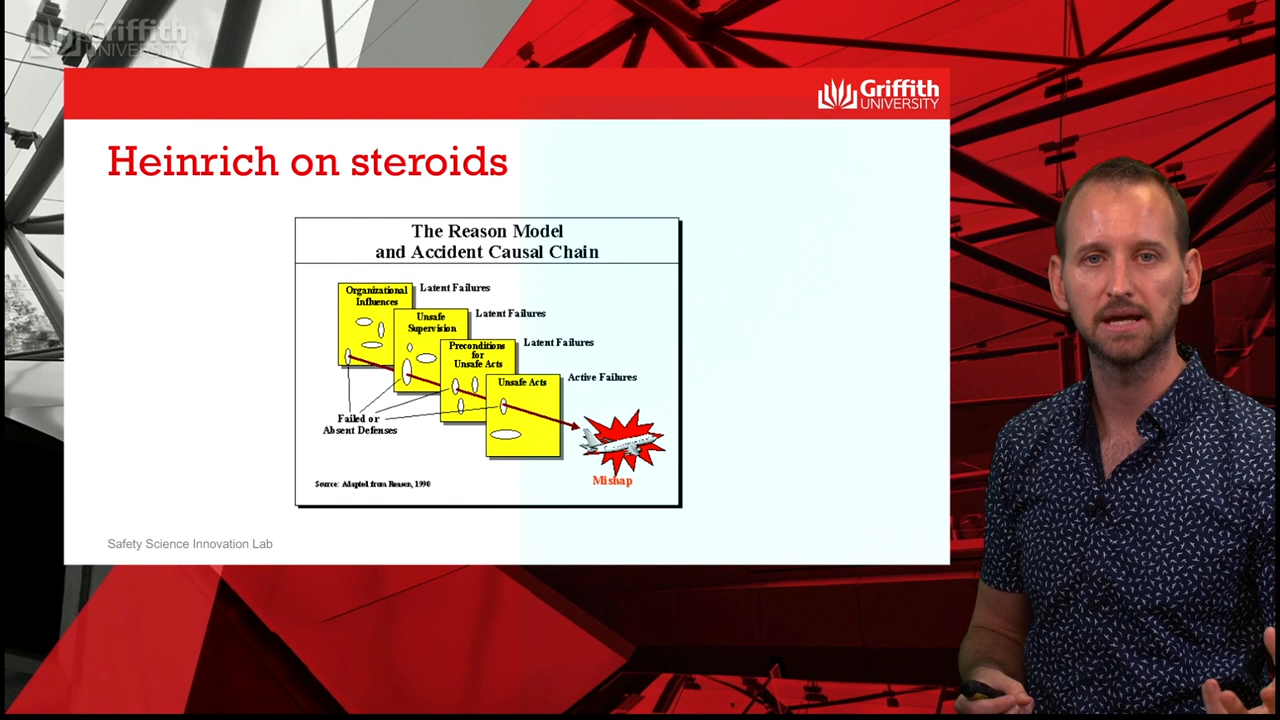 Griffith
UNIVERSITY
Griffith
UNIVERSITY
Heinrich on steroids
The Reason Model
and Accident Causal Chain
Organizational
Influences
Latent Failures
Unsafe
Supervision
Latent Failures
Preconditions
for
Unsafe Acts
Latent Failures
Unsafe Acts
Active Failures
Failed or
Absent Defenses
Mishap
Source: Adapted from Reason, 1990
Safety Science Innovation Lab